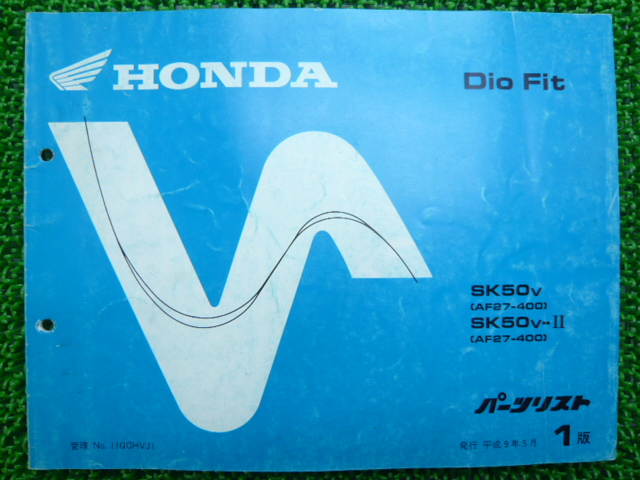 HONDA
Dio Fit
SK50V
(AF27-400)
SK50V-II
(AF27-400)
パーツリスト
管理 No. 11QGHVJ1
発行 平成9年5月
1版